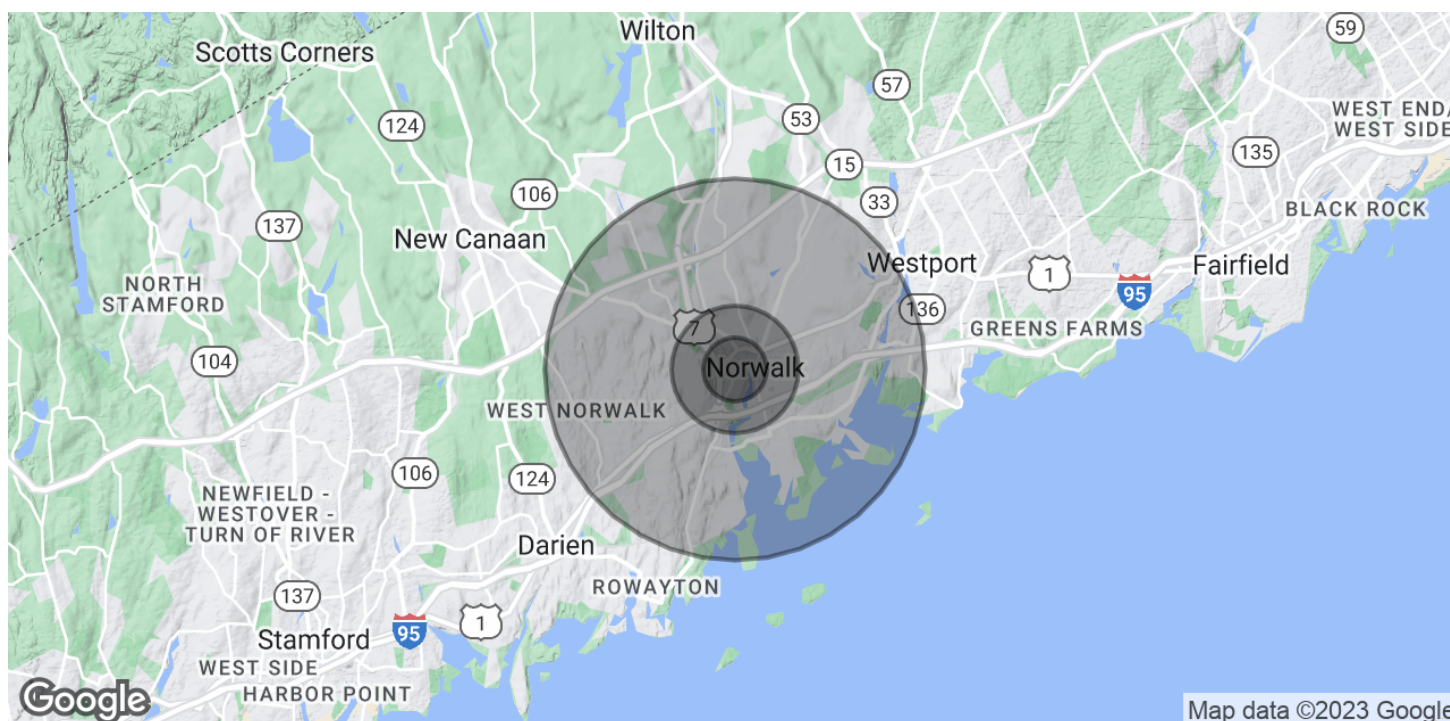 59
Wilton
Scotts Corners
57
WEST END/
WEST SIDE
53
124
135
15
106
33
BLACK ROCK
137
New Canaan
Westport
Fairfield
1
NORTH
STAMFORD
95
136
7
GREENS FARMS
104
Norwalk
WEST NORWALK
106
124
NEWFIELD -
WESTOVER -
TURN OF RIVER
Darien
ROWAYTON
137
1
95
Stamford
WEST SIDE
HARBOR POINT
Google
Map data ©2023 Google